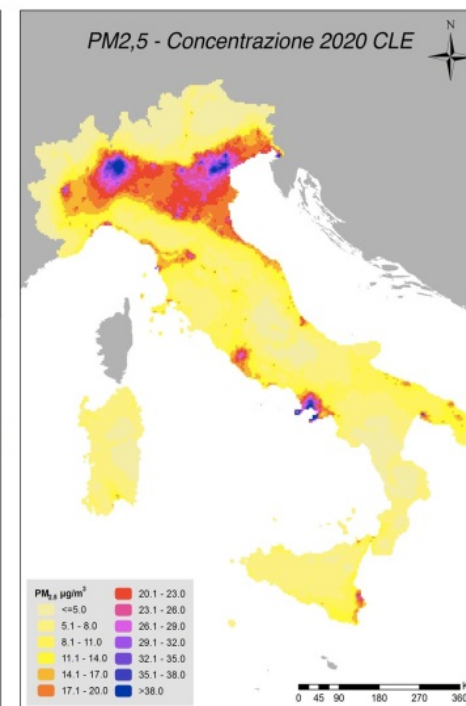 PM2,5 - Concentrazione 2020 CLE
N
PM2,5 µg/m³
<=5.0
5.1 - 8.0
8.1 - 11.0
11.1 - 14.0
14.1 - 17.0
17.1 - 20.0
20.1 - 23.0
23.1 - 26.0
26.1 - 29.0
29.1 - 32.0
32.1 - 35.0
35.1 - 38.0
>38.0
0 45 90 180 270 360